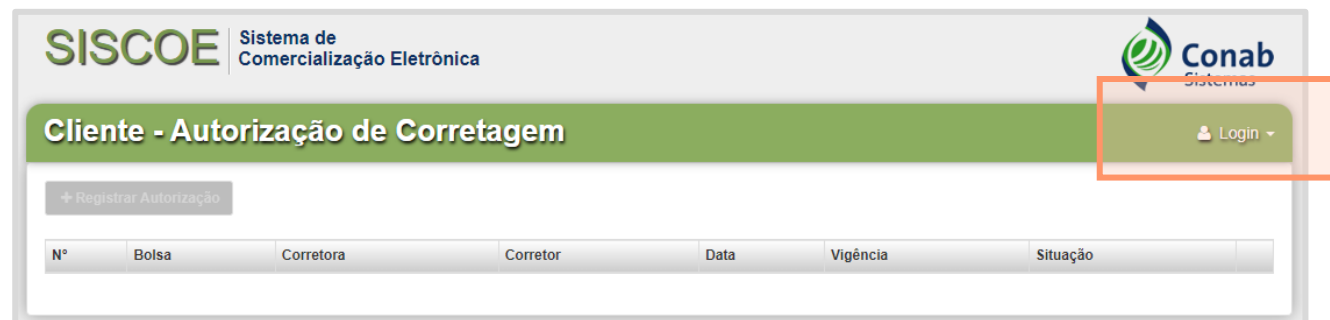 SISCOE
Sistema de
Comercialização Eletrônica
Conab
Sistemas
Cliente - Autorização de Corretagem
Login
+ Registrar Autorização
Nº Bolsa Corretora Corretor Data Vigência Situação